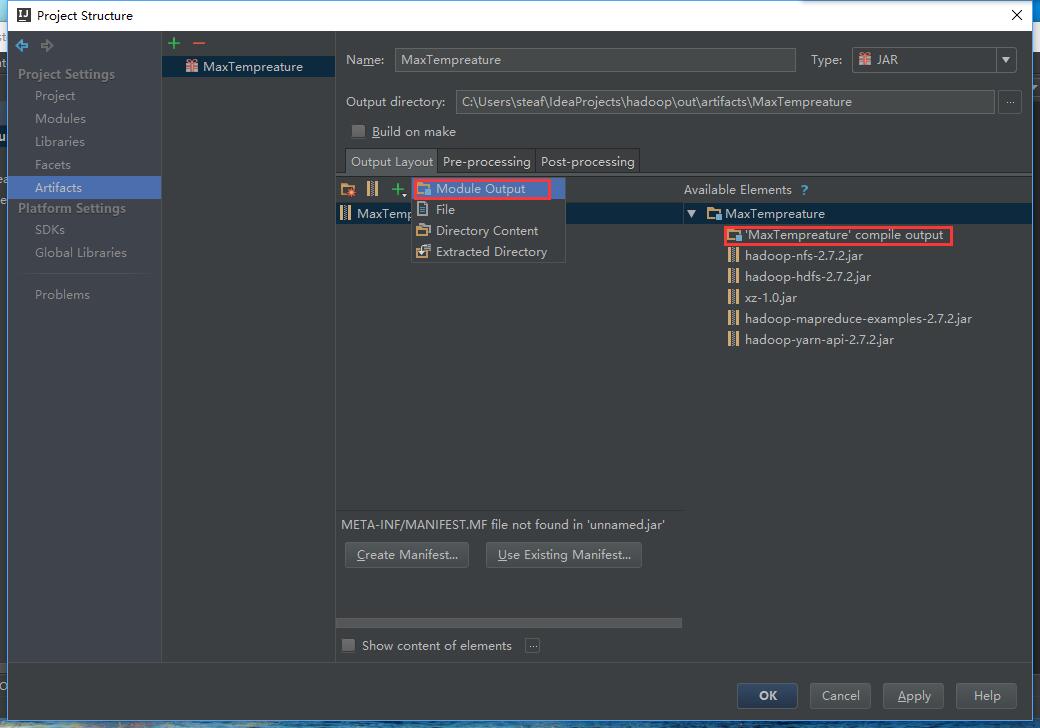 Project Structure
Project Settings
Project
Modules
Libraries
Facets
Artifacts
Platform Settings
SDKs
Global Libraries
Problems
MaxTempreature
Name: MaxTempreature
Type: JAR
Output directory: C:\Users\steaf\IdeaProjects\hadoop\out\artifacts\MaxTempreature ...
Build on make
Output Layout Pre-processing Post-processing
Module Output
File
Directory Content
Extracted Directory
MaxTemp
Available Elements ?
MaxTempreature
'MaxTempreature' compile output
hadoop-nfs-2.7.2.jar
hadoop-hdfs-2.7.2.jar
xz-1.0.jar
hadoop-mapreduce-examples-2.7.2.jar
hadoop-yarn-api-2.7.2.jar
META-INF/MANIFEST.MF file not found in 'unnamed.jar'
Create Manifest... Use Existing Manifest...
Show content of elements ...
OK Cancel Apply Help